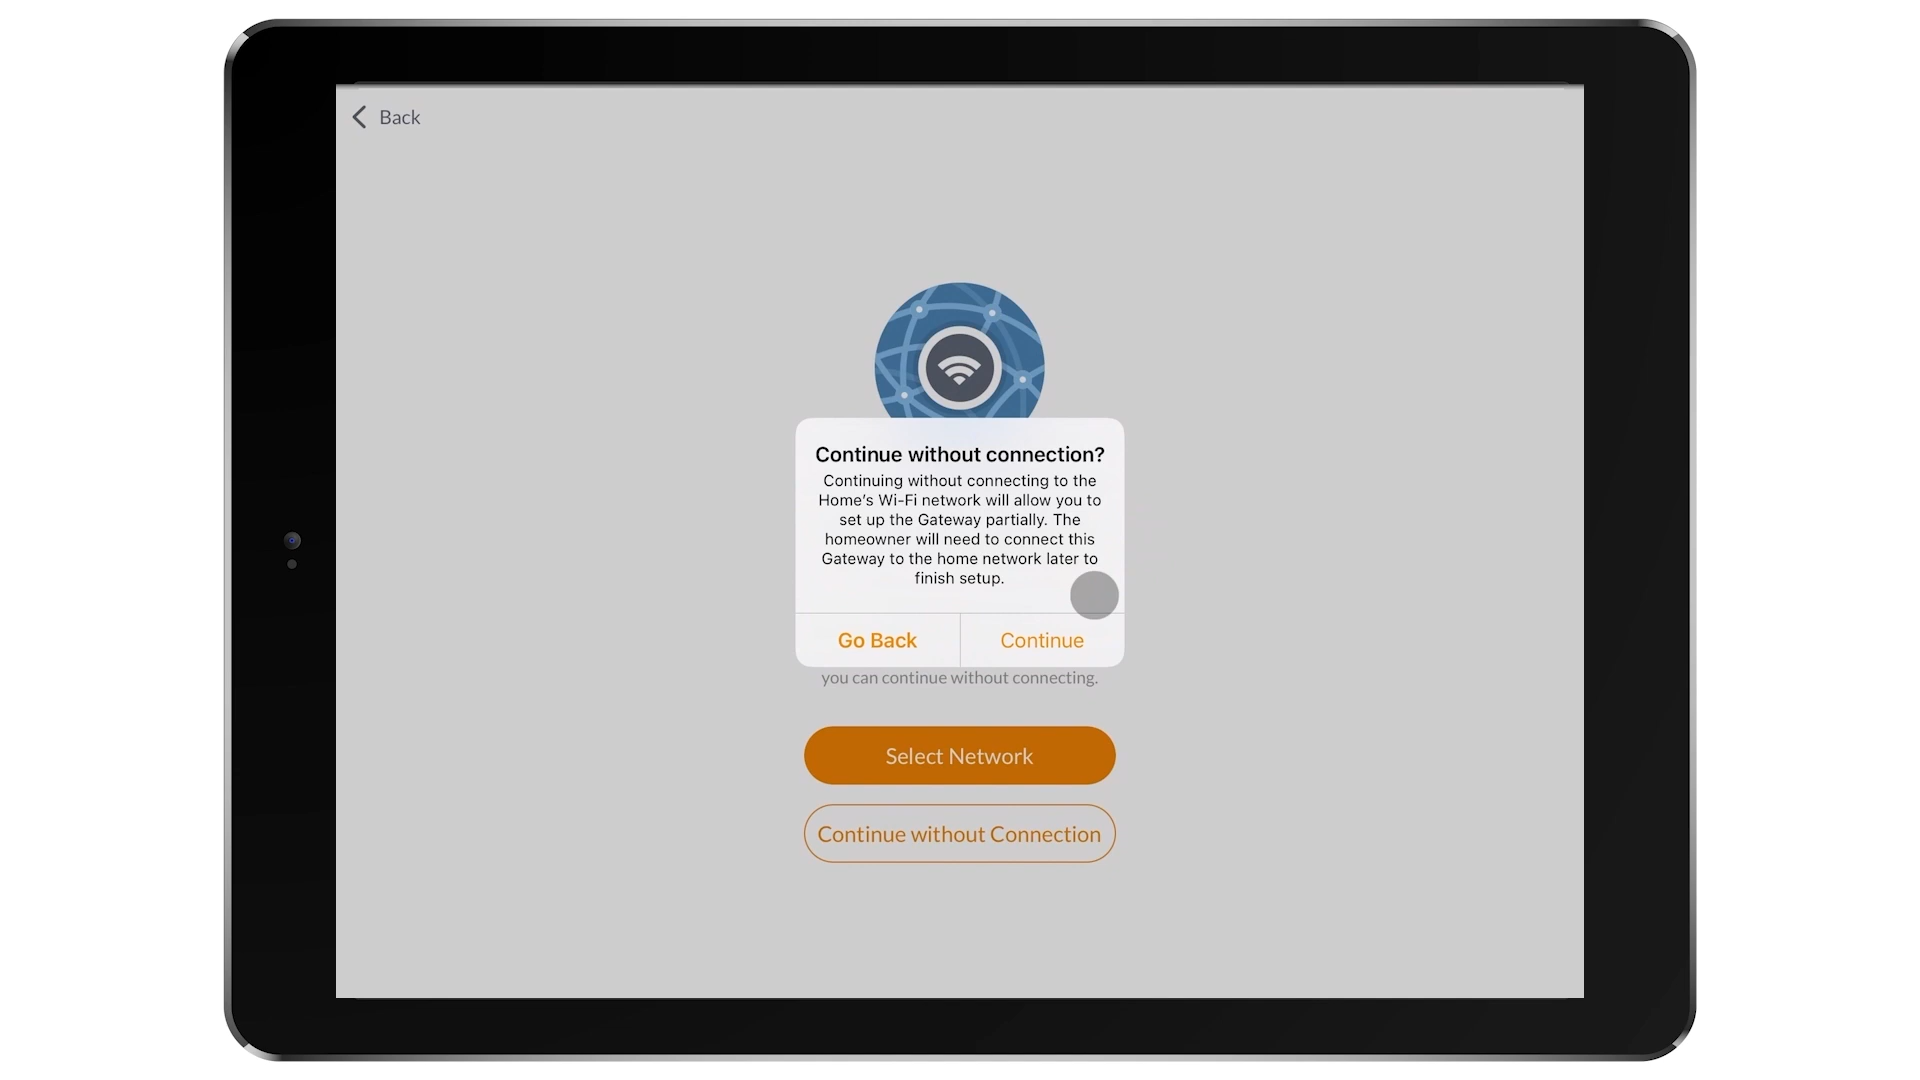 Back
Continue without connection?
Continuing without connecting to the
Home's Wi-Fi network will allow you to
set up the Gateway partially. The
homeowner will need to connect this
Gateway to the home network later to
finish setup.
Go Back
Continue
you can continue without connecting.
Select Network
Continue without Connection